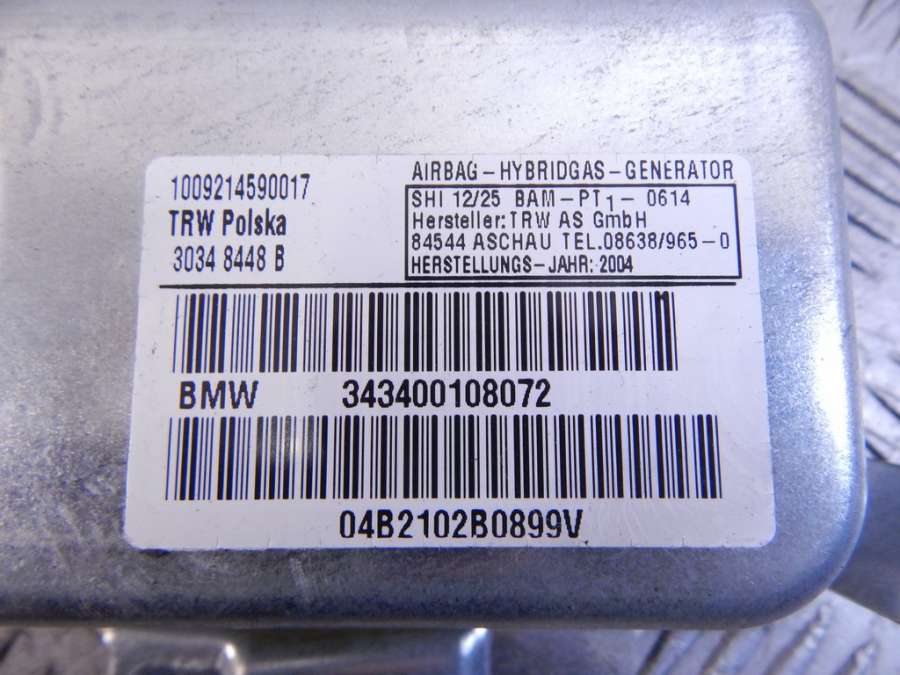 1009214590017
TRW Polska
3034 8448 B
AIRBAG-HYBRIDGAS-GENERATOR
SHI 12/25 BAM-PT1-0614
Hersteller:TRW AS GmbH
84544 ASCHAU TEL.08638/965-0
HERSTELLUNGS-JAHR: 2004
BMW 343400108072
04B2102B0899V